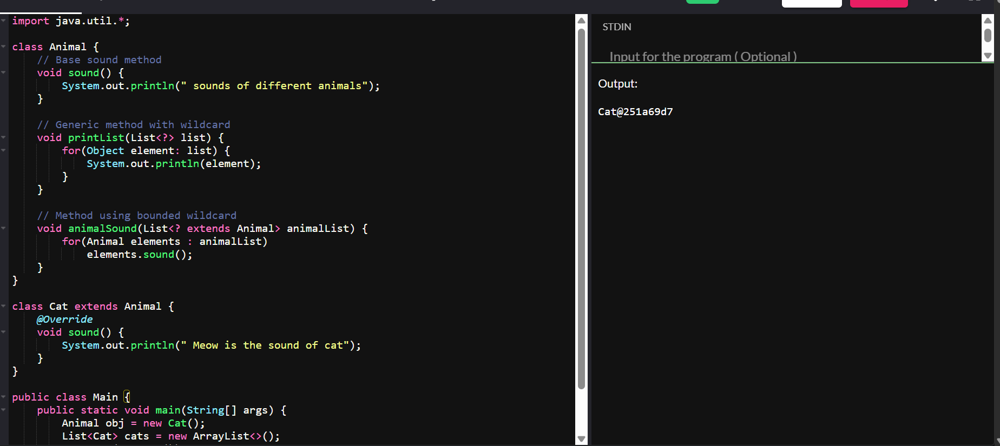 import java.util.*;
class Animal {
// Base sound method
void sound() {
System.out.println(" sounds of different animals");
}
// Generic method with wildcard
void printList(List<?> list) {
for(Object element: list) {
System.out.println(element);
}
}
// Method using bounded wildcard
void animalSound(List<? extends Animal> animalList) {
for(Animal elements : animalList)
elements.sound();
}
}
class Cat extends Animal {
@Override
void sound() {
System.out.println(" Meow is the sound of cat");
}
}
public class Main {
public static void main(String[] args) {
Animal obj = new Cat();
List<Cat> cats = new ArrayList<>();
STDIN
Input for the program ( Optional )
Output:
Cat@251a69d7